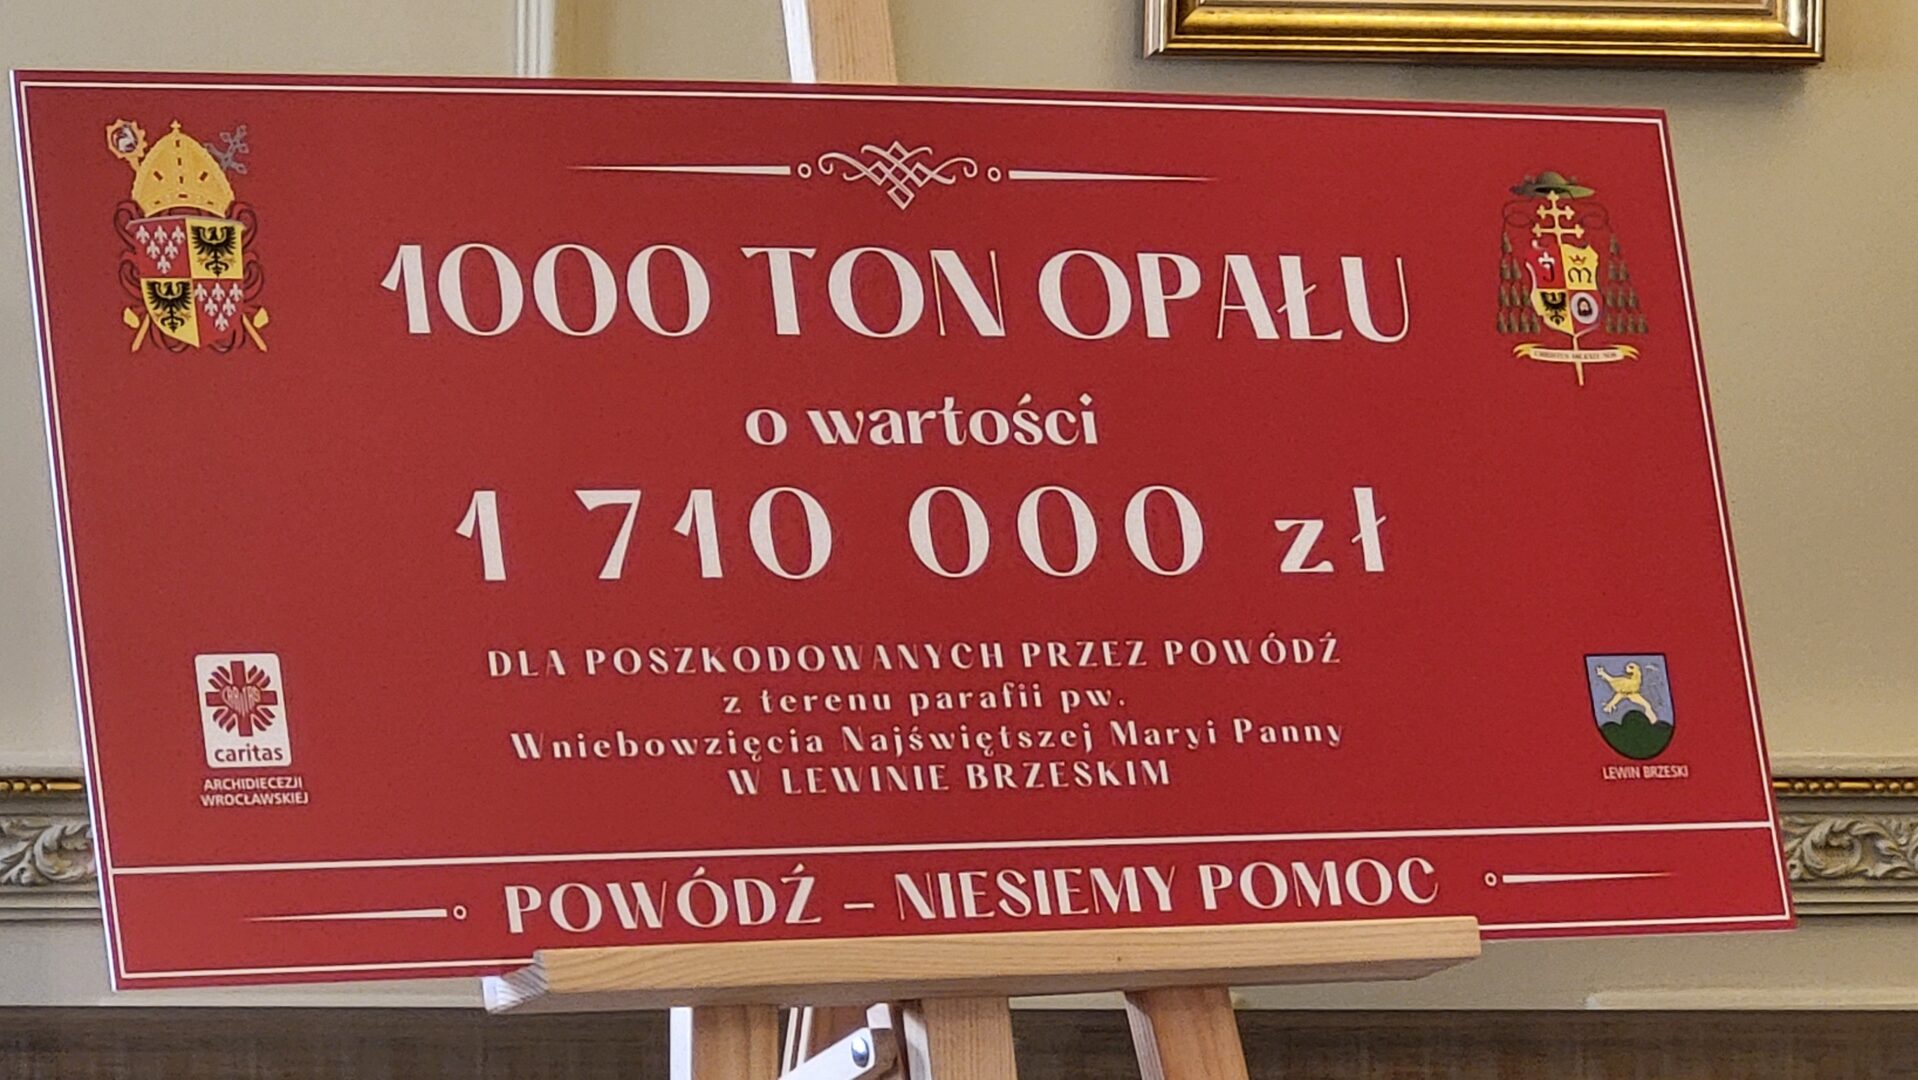 1000 TON OPAŁU
o wartości
1 710 000 zł
DLA POSZKODOWANYCH PRZEZ POWÓDŹ
z terenu parafii pw.
Wniebowzięcia Najświętszej Maryi Panny
W LEWINIE BRZESKIM
caritas
ARCHIDIECEZJI
WROCŁAWSKIEJ
LEWIN BRZESKI
POWÓDŹ – NIESIEMY POMOC